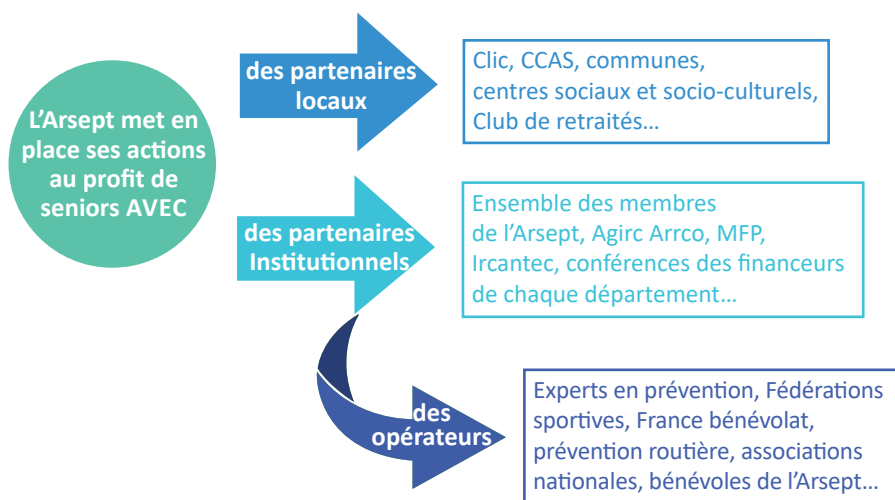 L'Arsept met en
place ses actions
au profit de
seniors AVEC
des partenaires
locaux
Clic, CCAS, communes,
centres sociaux et socio-culturels,
Club de retraités…
des partenaires
Institutionnels
Ensemble des membres
de l'Arsept, Agirc Arrco, MFP,
Ircantec, conférences des financeurs
de chaque département…
des
opérateurs
Experts en prévention, Fédérations
sportives, France bénévolat,
prévention routière, associations
nationales, bénévoles de l'Arsept…